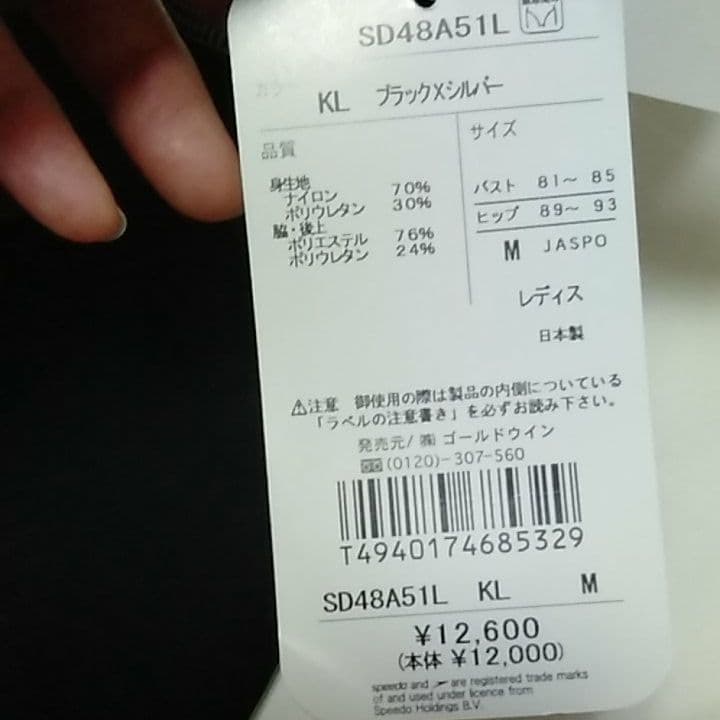 SD48A51L
カラー
KL ブラック×シルバー
品質
身生地
ナイロン 70%
ポリウレタン 30%
脇・後上
ポリエステル 76%
ポリウレタン 24%
サイズ
バスト 81～ 85
ヒップ 89～ 93
M JASPO
レディス
日本製
⚠注意 御使用の際は製品の内側についている
「ラベルの注意書き」を必ずお読み下さい。
発売元/㈱ ゴールドウイン
(0120)-307-560
T4940174685329
SD48A51L KL M
¥12,600
(本体 ¥12,000)
speedo and are registered trade marks
of and used under licence from
Speedo Holdings B.V.